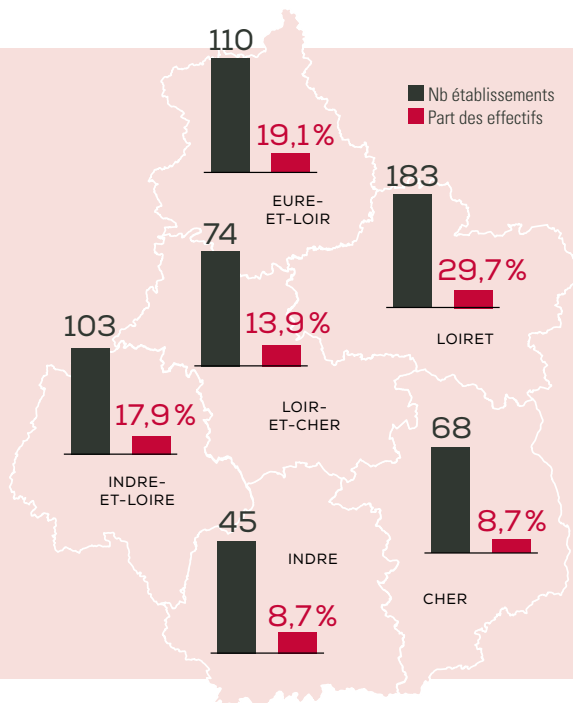 110
Nb établissements
Part des effectifs
19,1%
EURE-
ET-LOIR
183
29,7%
LOIRET
74
13,9%
LOIR-
ET-CHER
103
17,9%
INDRE-
ET-LOIRE
68
8,7%
CHER
45
INDRE
8,7%